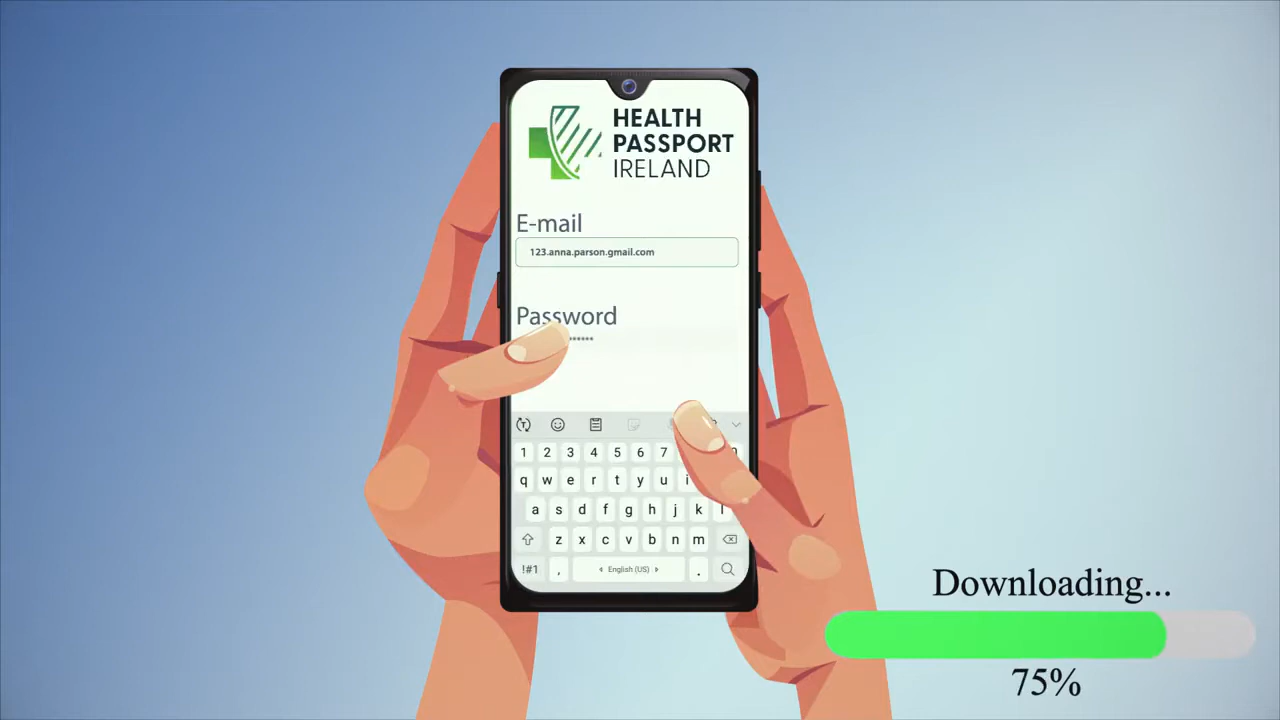 HEALTH
PASSPORT
IRELAND
E-mail
123.anna.parson.gmail.com
Password
******
1 2 3 4 5 6 7
q w e r t y u i
a s d f g h j k l
z x c v b n m
!#1 , English (US) .
Downloading...
75%